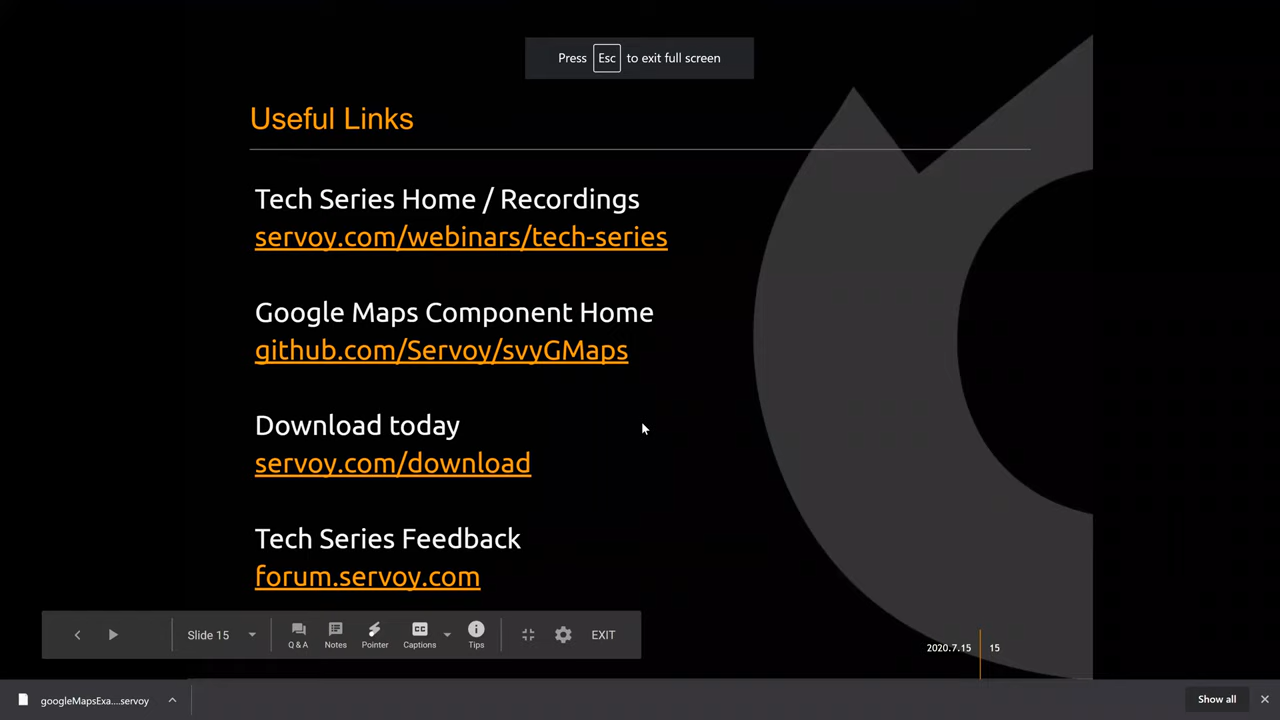 Press Esc to exit full screen
Useful Links
Tech Series Home / Recordings
servoy.com/webinars/tech-series
Google Maps Component Home
github.com/Servoy/svyGMaps
Download today
servoy.com/download
Tech Series Feedback
forum.servoy.com
Slide 15
Q & A
Notes
Pointer
CC
Captions
Tips
EXIT
2020.7.15
15
googleMapsExa....servoy
Show all